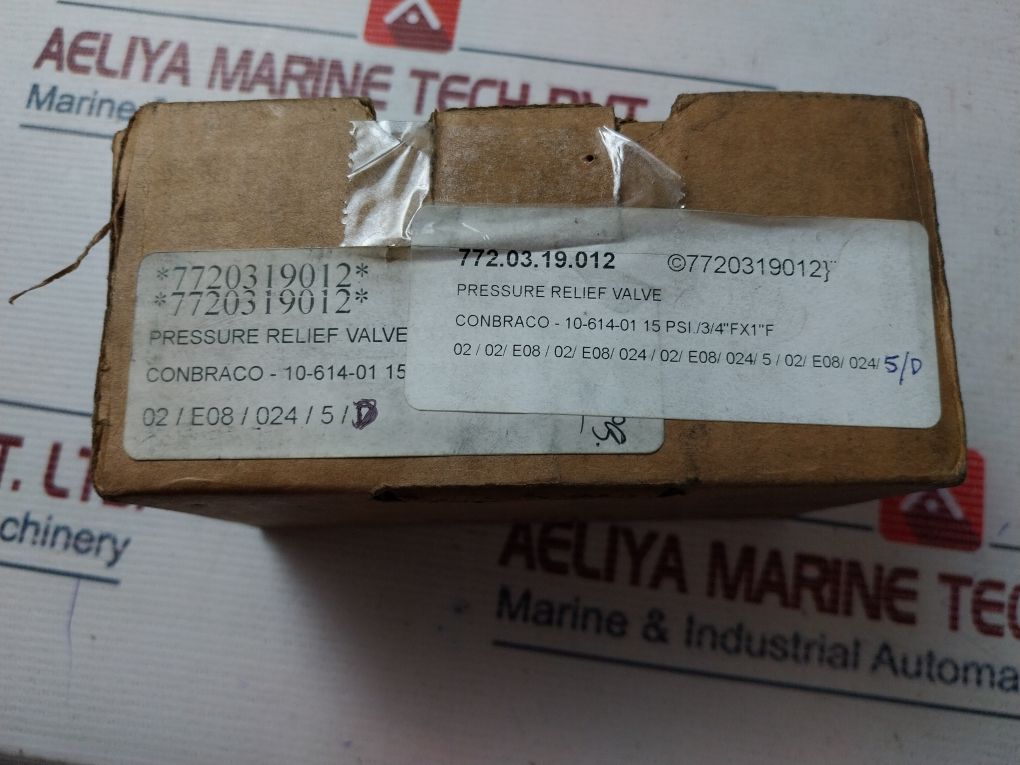 AELIYA MARINE TECH PVT
Marine &
*7720319012*
*7720319012*
PRESSURE RELIEF VALVE
CONBRACO - 10-614-01 15
02 / E08 / 024 / 5 / D
772.03.19.012 ©7720319012}
PRESSURE RELIEF VALVE
CONBRACO - 10-614-01 15 PSI./3/4"FX1"F
02 / 02/ E08 / 02/ E08/ 024 / 02/ E08/ 024/ 5 / 02/ E08/ 024/ 5/D
T. LTD.
chinery
AELIYA MARINE TEC
Marine & Industrial Automa